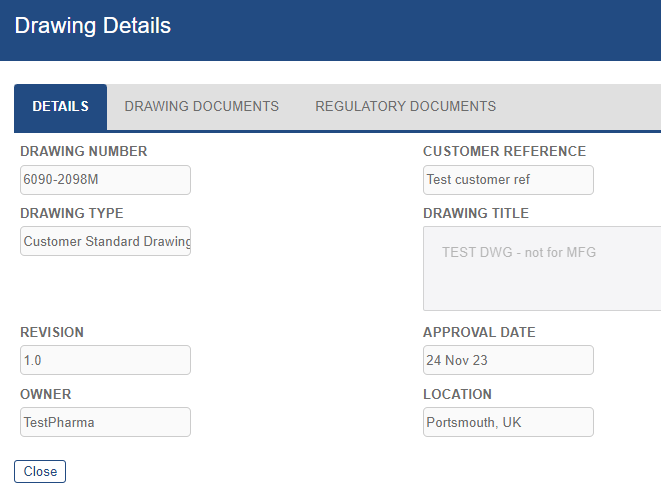 Drawing Details
DETAILS DRAWING DOCUMENTS REGULATORY DOCUMENTS
DRAWING NUMBER CUSTOMER REFERENCE
6090-2098M Test customer ref
DRAWING TYPE DRAWING TITLE
Customer Standard Drawing TEST DWG - not for MFG
REVISION APPROVAL DATE
1.0 24 Nov 23
OWNER LOCATION
TestPharma Portsmouth, UK
Close